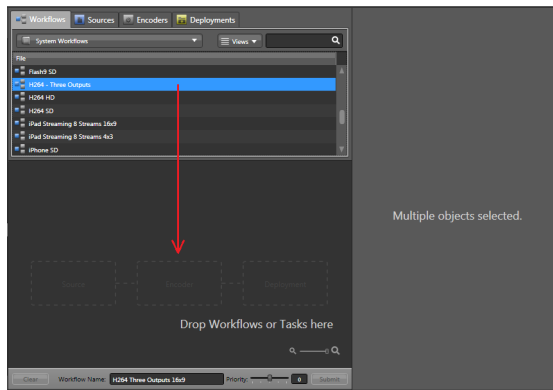 Workflows Sources Encoders Deployments
System Workflows Views
File
Flash9 SD
H264 - Three Outputs
H264 HD
H264 SD
iPad Streaming 8 Streams 16x9
iPad Streaming 8 Streams 4x3
iPhone SD
Multiple objects selected.
Source Encoder Deployment
Drop Workflows or Tasks here
Clear Workflow Name: H264 Three Outputs 16x9 Priority: 0 Submit